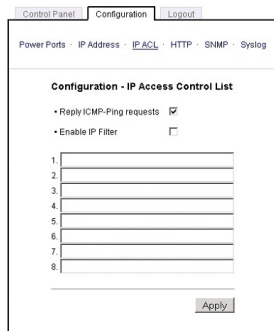 Control Panel Configuration Logout
Power Ports · IP Address · IP ACL · HTTP · SNMP · Syslog
Configuration - IP Access Control List
• Reply ICMP-Ping requests
• Enable IP Filter
1.
2.
3.
4.
5.
6.
7.
8.
Apply